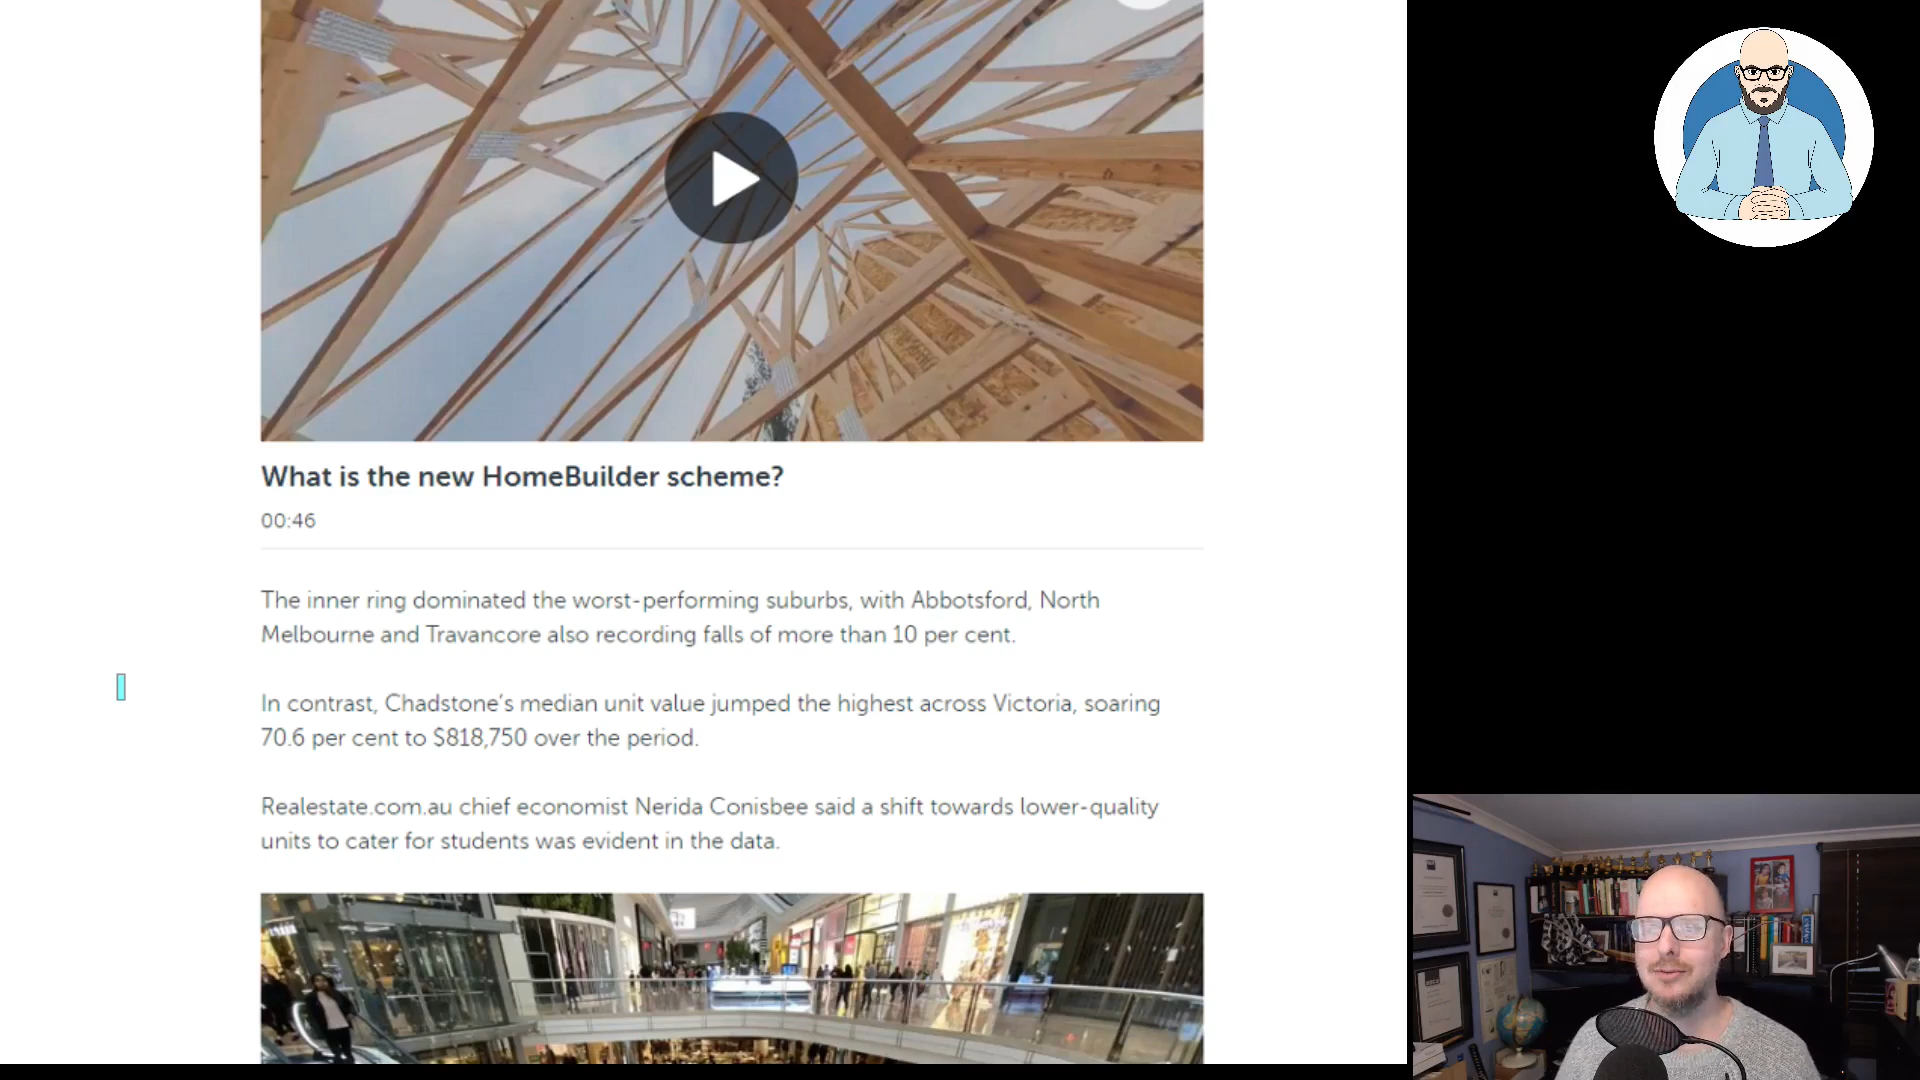 What is the new HomeBuilder scheme?
00:46
The inner ring dominated the worst-performing suburbs, with Abbotsford, North
Melbourne and Travancore also recording falls of more than 10 per cent.
In contrast, Chadstone’s median unit value jumped the highest across Victoria, soaring
70.6 per cent to $818,750 over the period.
Realestate.com.au chief economist Nerida Conisbee said a shift towards lower-quality
units to cater for students was evident in the data.